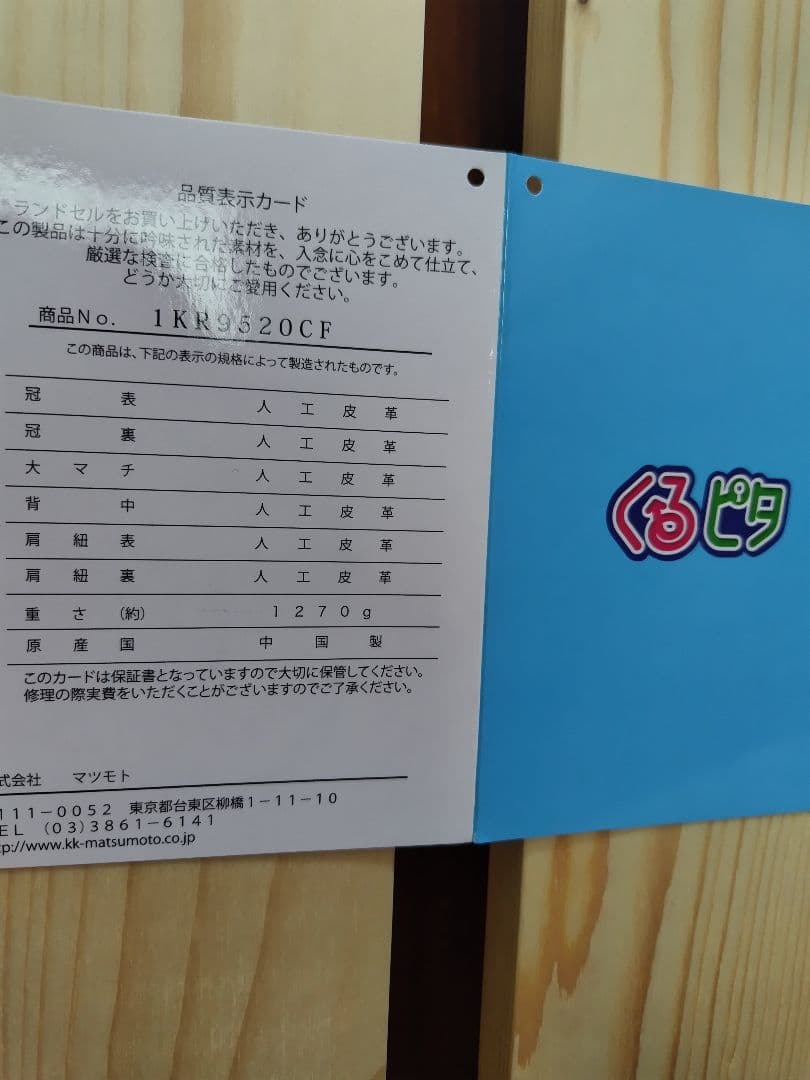 品質表示カード
ランドセルをお買い上げいただき、ありがとうございます。
この製品は十分に吟味された素材を、入念に心をこめて仕立て、
厳選な検査に合格したものでございます。
どうか大切にご愛用ください。
商品No. 1KR9520CF
この商品は、下記の表示の規格によって製造されたものです。
冠表 人工皮革
冠裏 人工皮革
大マチ 人工皮革
背中 人工皮革
肩紐表 人工皮革
肩紐裏 人工皮革
重さ(約) 1270g
原産国 中国製
このカードは保証書となっていますので大切に保管してください。
修理の際実費をいただくことがございますのでご了承ください。
式会社 マツモト
111-0052 東京都台東区柳橋1-11-10
EL (03)3861-6141
tp://www.kk-matsumoto.co.jp
くるピタ